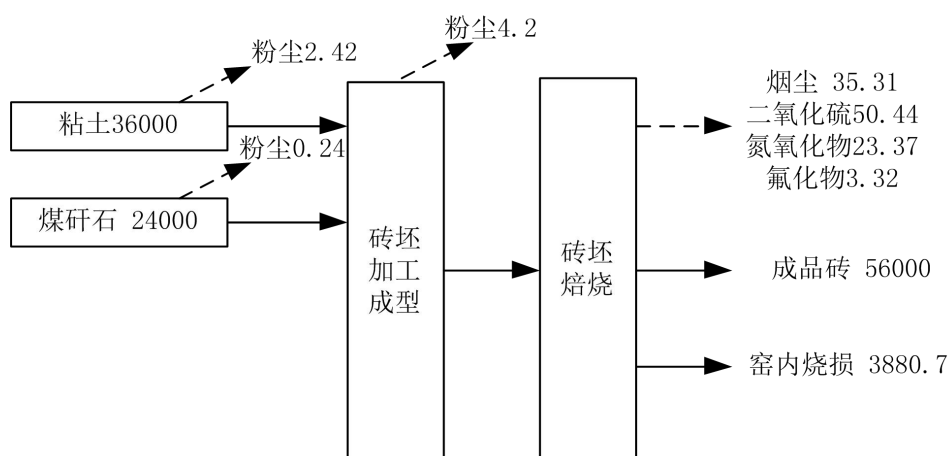 粉尘2.42
粉尘4.2
粘土36000
粉尘0.24
煤矸石 24000
砖坯
加工
成型
砖坯
焙烧
烟尘 35.31
二氧化硫50.44
氮氧化物23.37
氟化物3.32
成品砖 56000
窑内烧损 3880.7